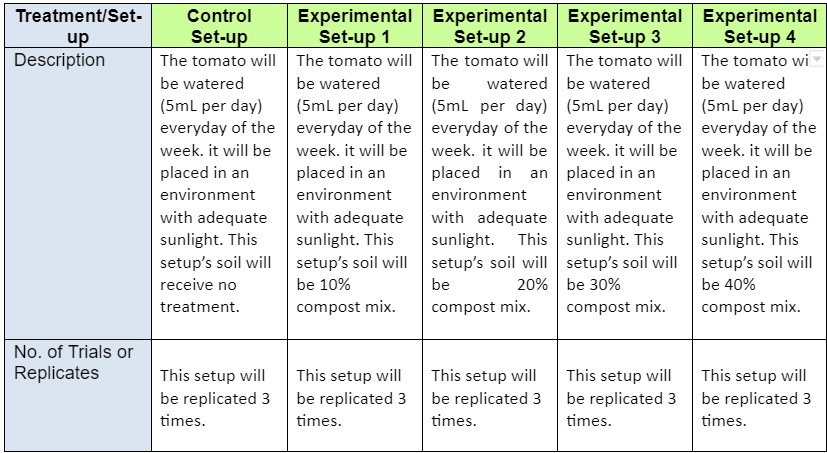 Treatment/Set-up
Control
Set-up
Experimental
Set-up 1
Experimental
Set-up 2
Experimental
Set-up 3
Experimental
Set-up 4
Description
The tomato will
be watered
(5mL per day)
everyday of the
week. it will be
placed in an
environment
with adequate
sunlight. This
setup’s soil will
receive no
treatment.
The tomato will
be watered
(5mL per day)
everyday of the
week. it will be
placed in an
environment
with adequate
sunlight. This
setup’s soil will
be 10%
compost mix.
The tomato will
be watered
(5mL per day)
everyday of the
week. it will be
placed in an
environment
with adequate
sunlight. This
setup’s soil will
be 20%
compost mix.
The tomato will
be watered
(5mL per day)
everyday of the
week. it will be
placed in an
environment
with adequate
sunlight. This
setup’s soil will
be 30%
compost mix.
The tomato wi
be watered
(5mL per day)
everyday of the
week. it will be
placed in an
environment
with adequate
sunlight. This
setup’s soil will
be 40%
compost mix.
No. of Trials or
Replicates
This setup will
be replicated 3
times.
This setup will
be replicated 3
times.
This setup will
be replicated 3
times.
This setup will
be replicated 3
times.
This setup will
be replicated 3
times.